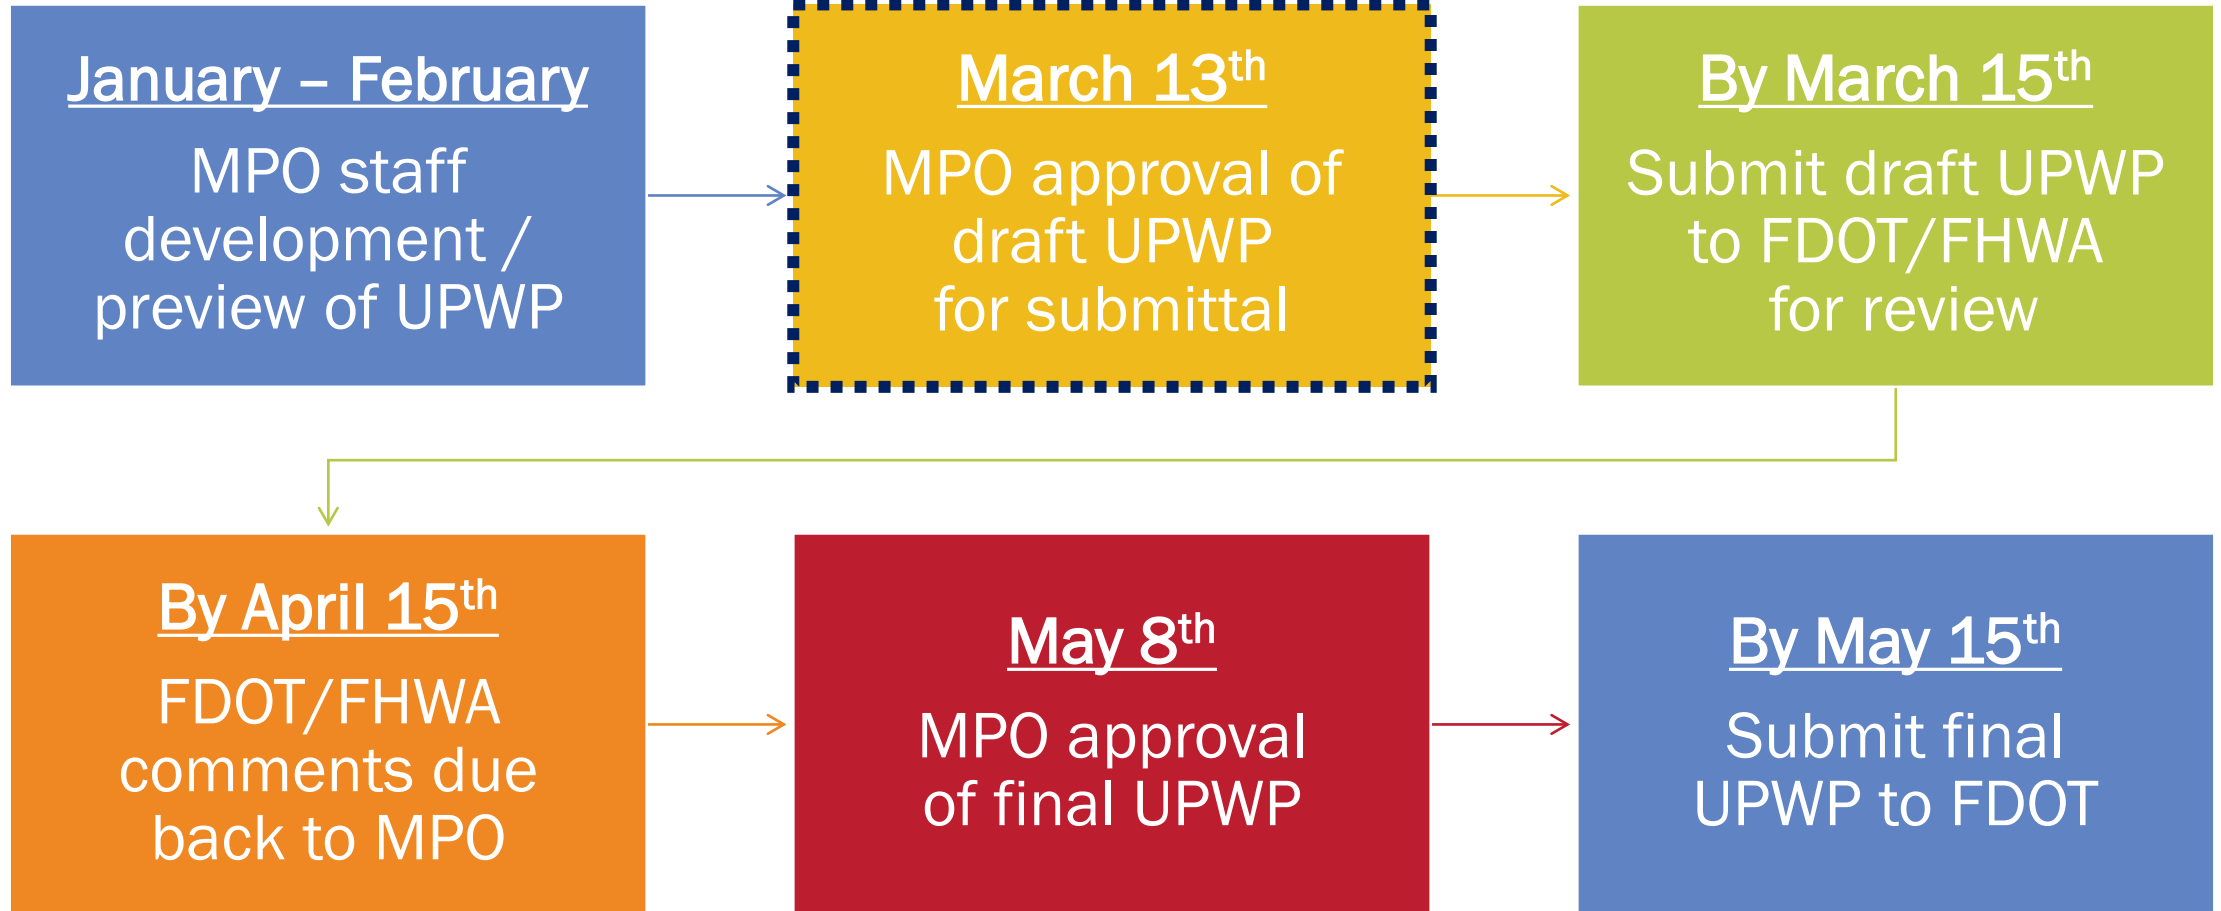 January – February
MPO staff
development /
preview of UPWP
March 13th
MPO approval of
draft UPWP
for submittal
By March 15th
Submit draft UPWP
to FDOT/FHWA
for review
By April 15th
FDOT/FHWA
comments due
back to MPO
May 8th
MPO approval
of final UPWP
By May 15th
Submit final
UPWP to FDOT